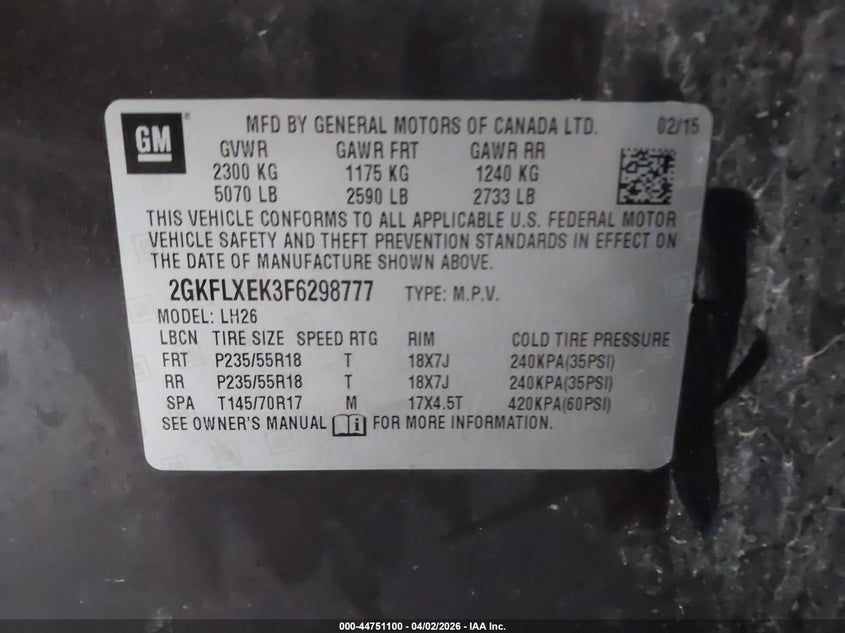 GM ® MFD BY GENERAL MOTORS OF CANADA LTD. 02/15
GVWR GAWR FRT GAWR RR
2300 KG 1175 KG 1240 KG
5070 LB 2590 LB 2733 LB
THIS VEHICLE CONFORMS TO ALL APPLICABLE U.S. FEDERAL MOTOR
VEHICLE SAFETY AND THEFT PREVENTION STANDARDS IN EFFECT ON
THE DATE OF MANUFACTURE SHOWN ABOVE.
2GKFLXEK3F6298777 TYPE: M.P.V.
MODEL: LH26
LBCN TIRE SIZE SPEED RTG RIM COLD TIRE PRESSURE
FRT P235/55R18 T 18X7J 240KPA(35PSI)
RR P235/55R18 T 18X7J 240KPA(35PSI)
SPA T145/70R17 M 17X4.5T 420KPA(60PSI)
SEE OWNER'S MANUAL i FOR MORE INFORMATION.
000-44751100 - 04/02/2026 - IAA Inc.